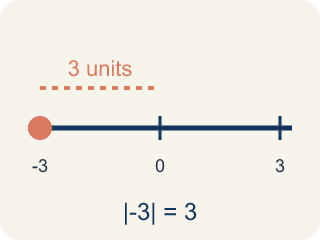 3 units
-3 0 3
|-3| = 3